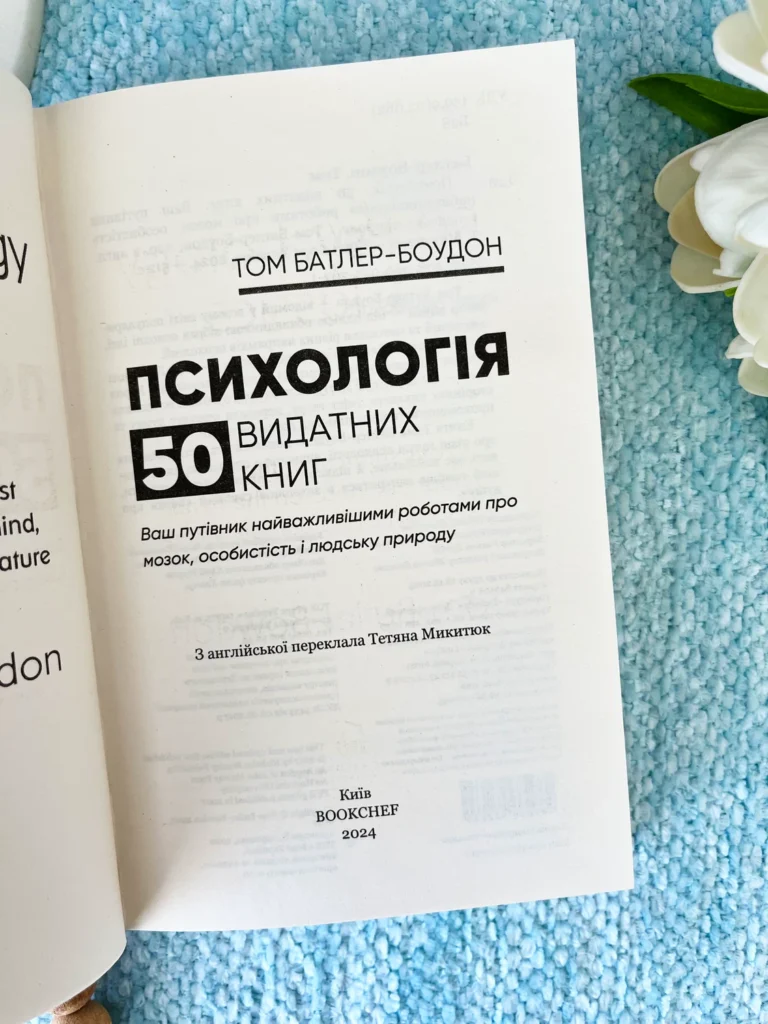 gy
st
ind,
ature
don
ТОМ БАТЛЕР-БОУДОН
ПСИХОЛОГІЯ
50 ВИДАТНИХ
КНИГ
Ваш путівник найважливішими роботами про
мозок, особистість і людську природу
З англійської переклала Тетяна Микитюк
Київ
BOOKCHEF
2024